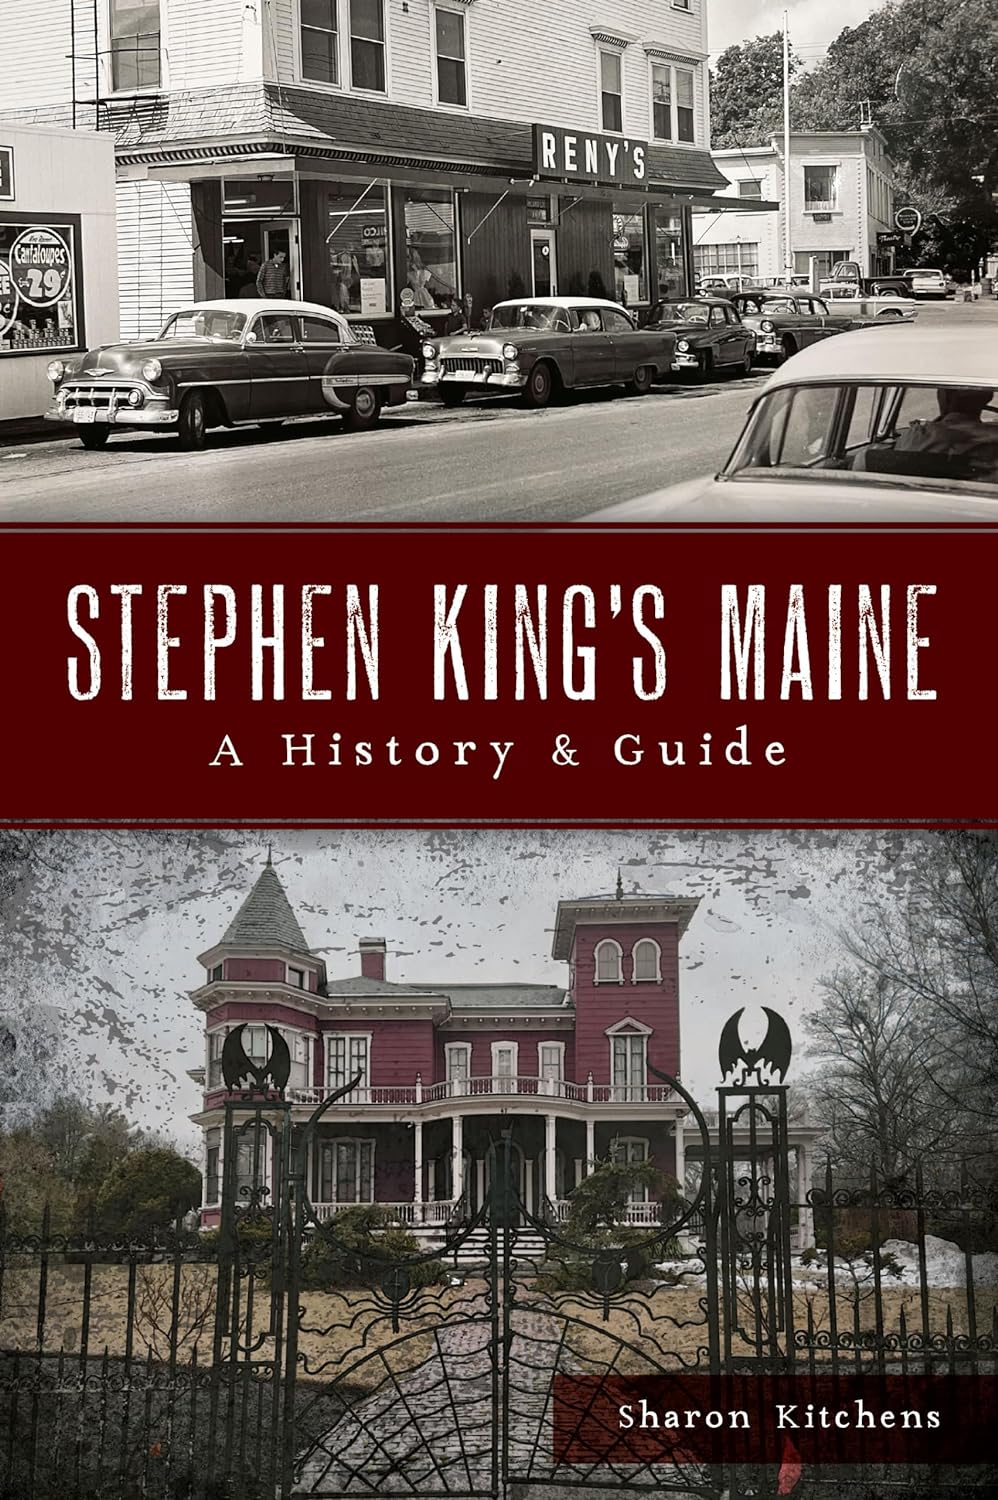 RENY'S
Cantaloupes
29¢
STEPHEN KING'S MAINE
A History & Guide
Sharon Kitchens